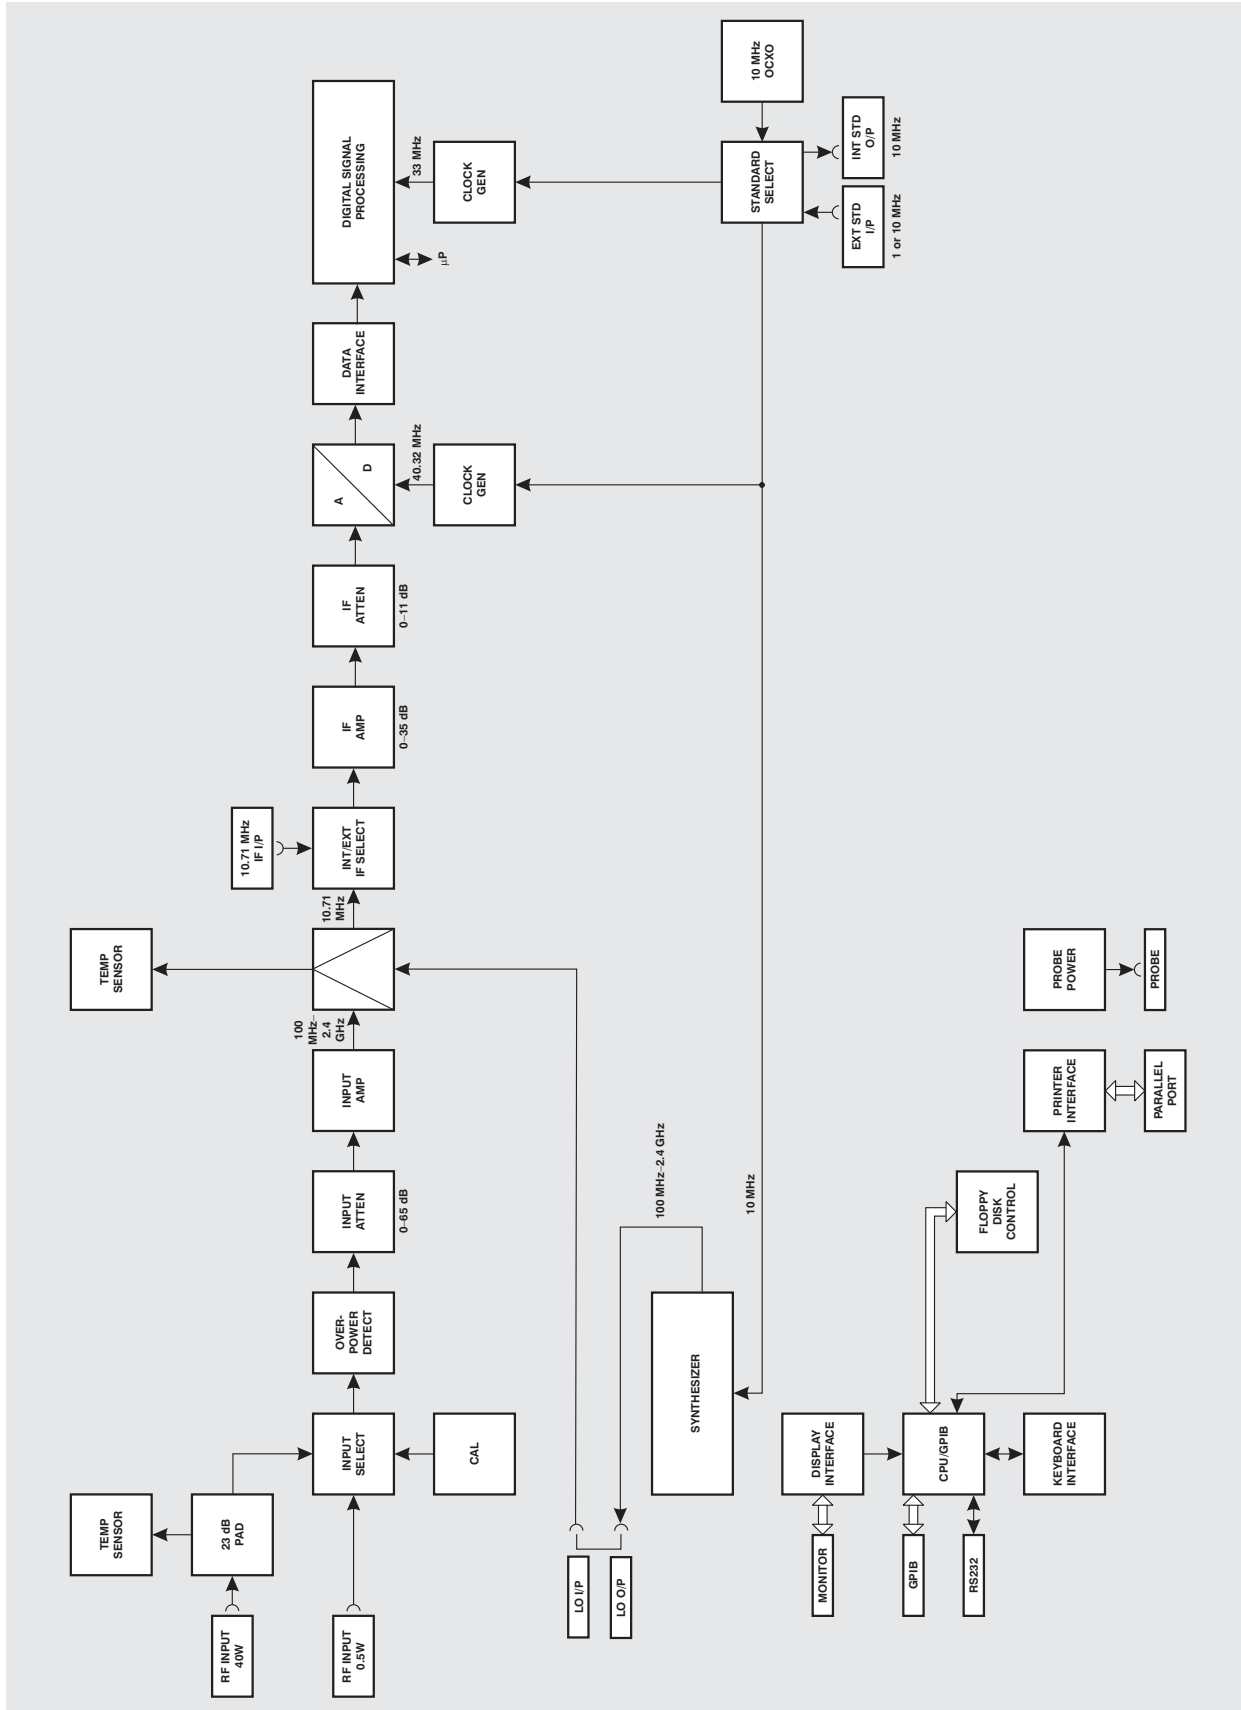 TEMP
SENSOR
RF INPUT
40W
23 dB
PAD
RF INPUT
0.5W
INPUT
SELECT
CAL
OVER-
POWER
DETECT
INPUT
ATTEN
0–65 dB
INPUT
AMP
100
MHz–
2.4
GHz
TEMP
SENSOR
10.71
MHz
10.71 MHz
IF I/P
INT/EXT
IF SELECT
IF
AMP
0–35 dB
IF
ATTEN
0–11 dB
A
D
40.32 MHz
CLOCK
GEN
DATA
INTERFACE
DIGITAL SIGNAL
PROCESSING
μP
33 MHz
CLOCK
GEN
LO I/P
LO O/P
SYNTHESIZER
100 MHz–2.4 GHz
10 MHz
10 MHz
OCXO
STANDARD
SELECT
EXT STD
I/P
1 or 10 MHz
INT STD
O/P
10 MHz
MONITOR
DISPLAY
INTERFACE
GPIB
CPU/GPIB
RS232
KEYBOARD
INTERFACE
FLOPPY
DISK
CONTROL
PRINTER
INTERFACE
PARALLEL
PORT
PROBE
POWER
PROBE